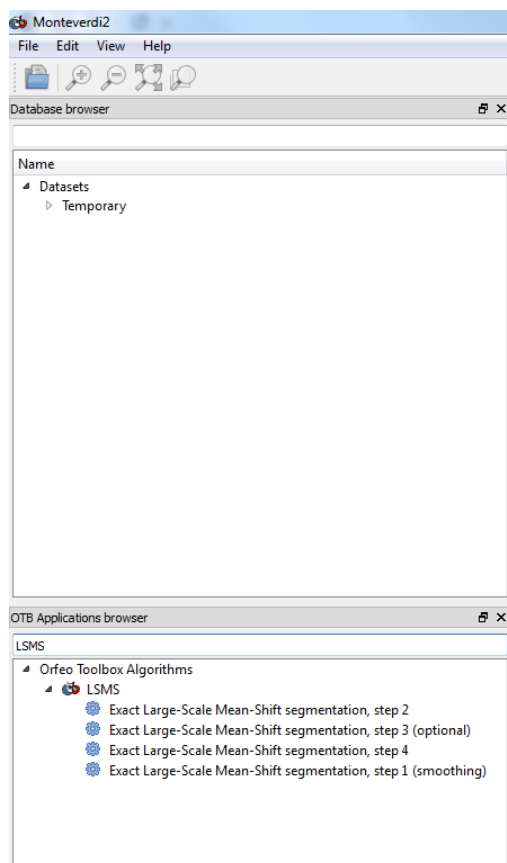 Monteverdi2
File Edit View Help
Database browser
Name
Datasets
Temporary
OTB Applications browser
LSMS
Orfeo Toolbox Algorithms
LSMS
Exact Large-Scale Mean-Shift segmentation, step 2
Exact Large-Scale Mean-Shift segmentation, step 3 (optional)
Exact Large-Scale Mean-Shift segmentation, step 4
Exact Large-Scale Mean-Shift segmentation, step 1 (smoothing)